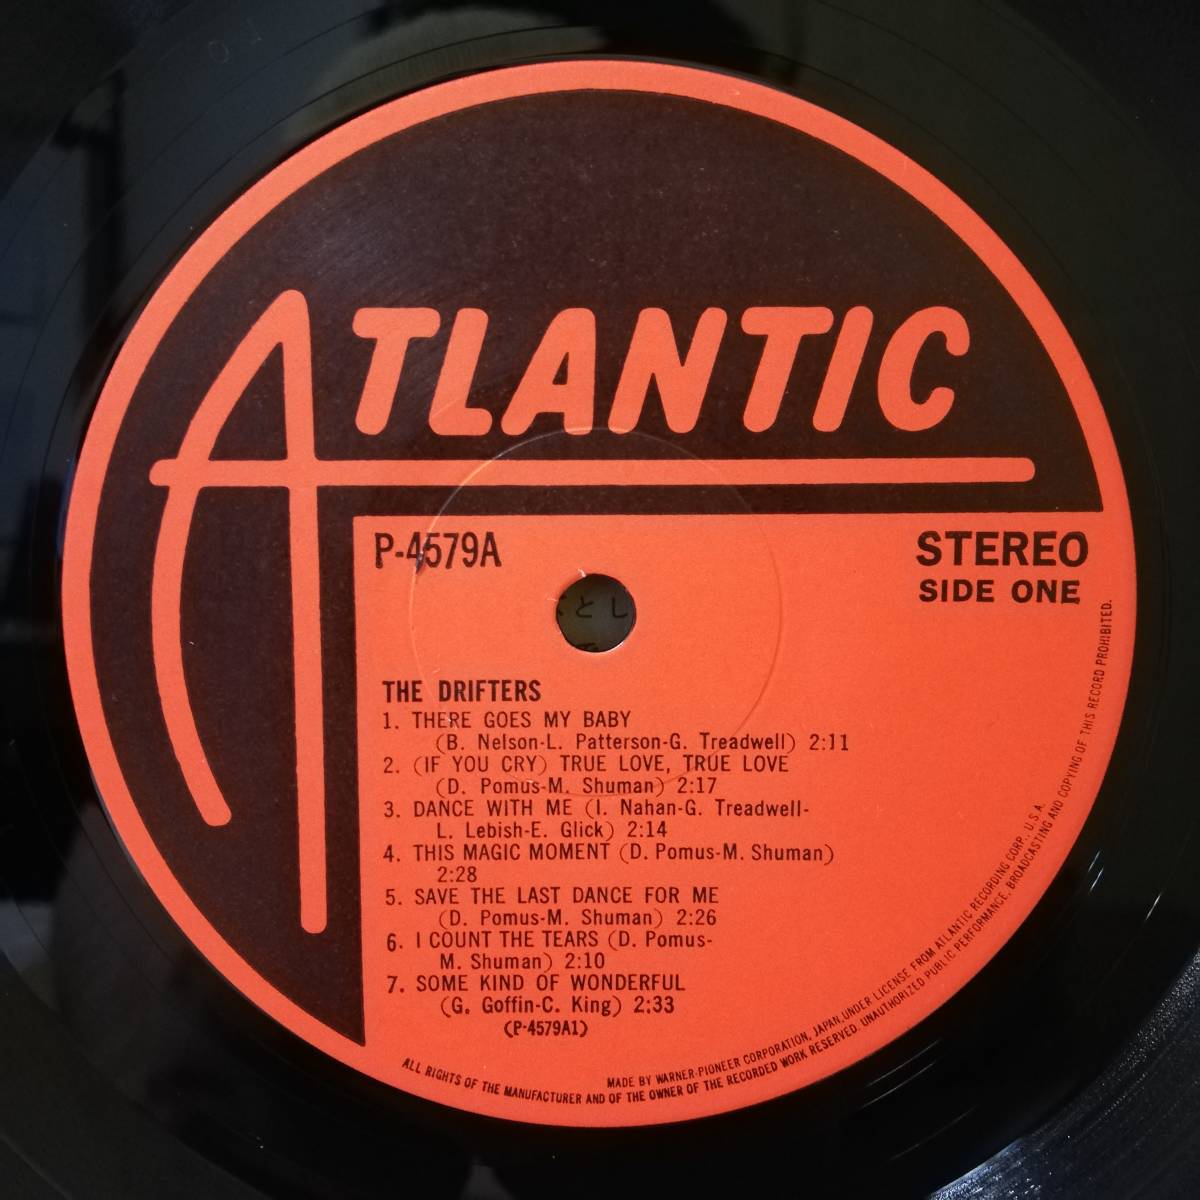 ATLANTIC
P-4579A
STEREO
SIDE ONE
とし
THE DRIFTERS
1. THERE GOES MY BABY
(B. Nelson-L. Patterson-G. Treadwell) 2:11
2. (IF YOU CRY) TRUE LOVE, TRUE LOVE
(D. Pomus-M. Shuman) 2:17
3. DANCE WITH ME (I. Nahan-G. Treadwell-
L. Lebish-E. Glick) 2:14
4. THIS MAGIC MOMENT (D. Pomus-M. Shuman)
2:28
5. SAVE THE LAST DANCE FOR ME
(D. Pomus-M. Shuman) 2:26
6. I COUNT THE TEARS (D. Pomus-
M. Shuman) 2:10
7. SOME KIND OF WONDERFUL
(G. Goffin-C. King) 2:33
(P-4579A1)
MADE BY WARNER-PIONEER CORPORATION, JAPAN, UNDER LICENSE FROM ATLANTIC RECORDING CORP., U.S.A.
ALL RIGHTS OF THE MANUFACTURER AND OF THE OWNER OF THE RECORDED WORK RESERVED. UNAUTHORIZED PUBLIC PERFORMANCE, BROADCASTING AND COPYING OF THIS RECORD PROHIBITED.